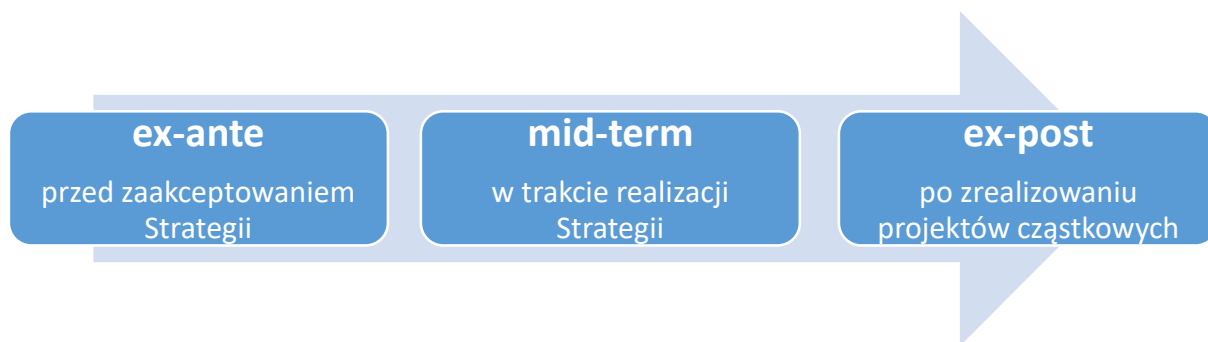 ex-ante
przed zaakceptowaniem
Strategii
mid-term
w trakcie realizacji
Strategii
ex-post
po zrealizowaniu
projektów cząstkowych